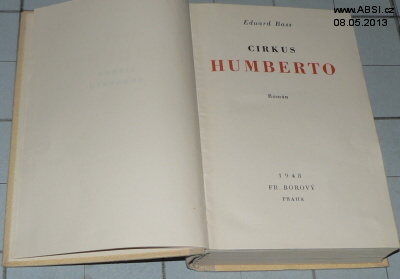 www.ABSI.cz
08.05.2013
Eduard Bass
CIRKUS
HUMBERTO
Román
1948
FR. BOROVÝ
PRAHA